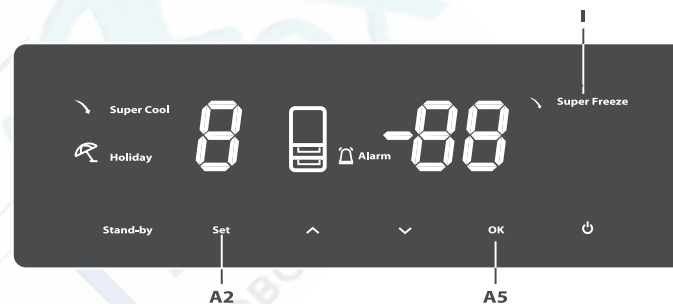 I
Super Cool
8
-88
Super Freeze
Holiday
Alarm
Stand-by
Set
OK
A2
A5